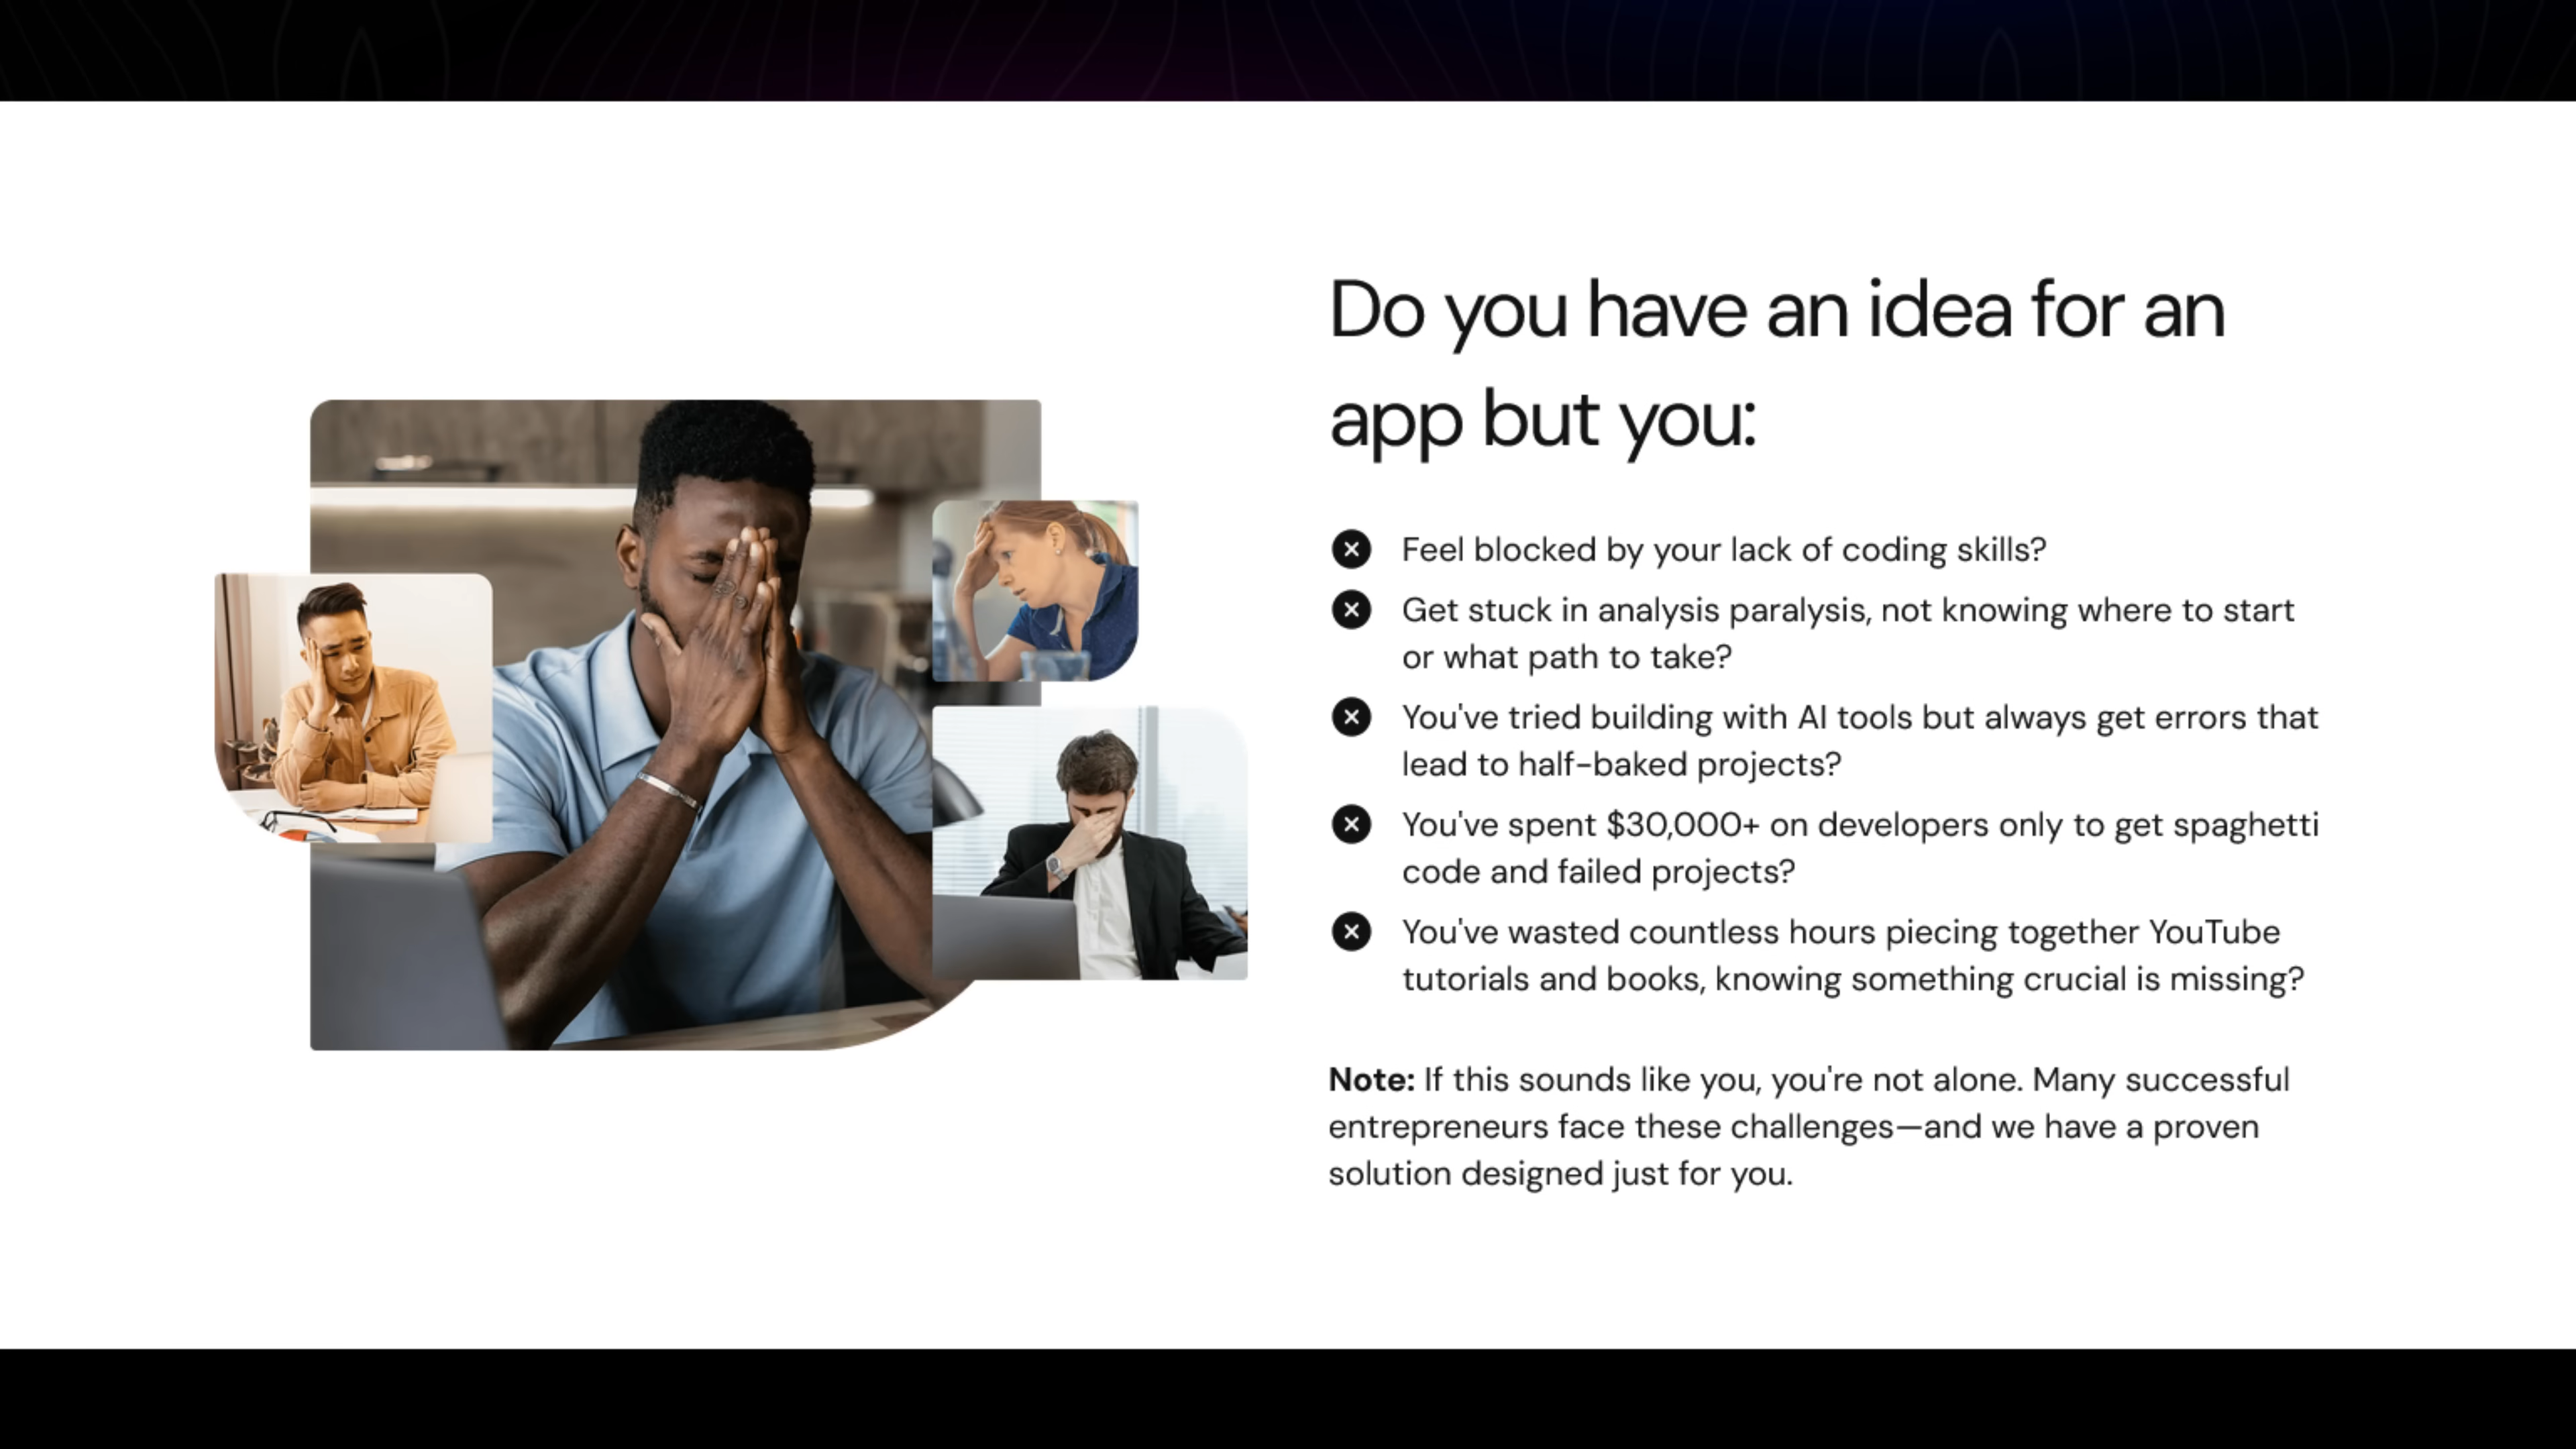 Do you have an idea for an
app but you:
Feel blocked by your lack of coding skills?
Get stuck in analysis paralysis, not knowing where to start
or what path to take?
You've tried building with AI tools but always get errors that
lead to half-baked projects?
You've spent $30,000+ on developers only to get spaghetti
code and failed projects?
You've wasted countless hours piecing together YouTube
tutorials and books, knowing something crucial is missing?
Note: If this sounds like you, you're not alone. Many successful
entrepreneurs face these challenges—and we have a proven
solution designed just for you.